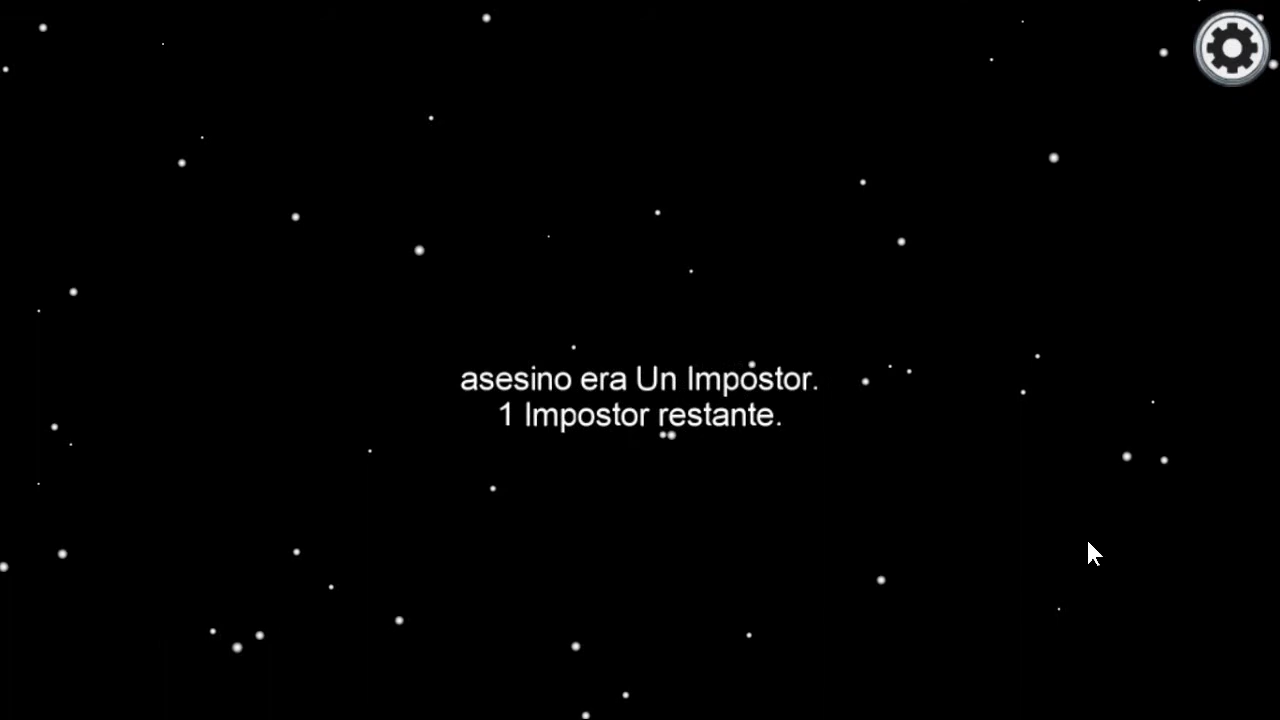 asesino era Un Impostor.
1 Impostor restante.